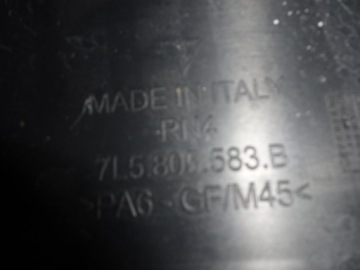 MADE IN ITALY
RN4
7L5.805.583.B
>PA6 - GF/M45<